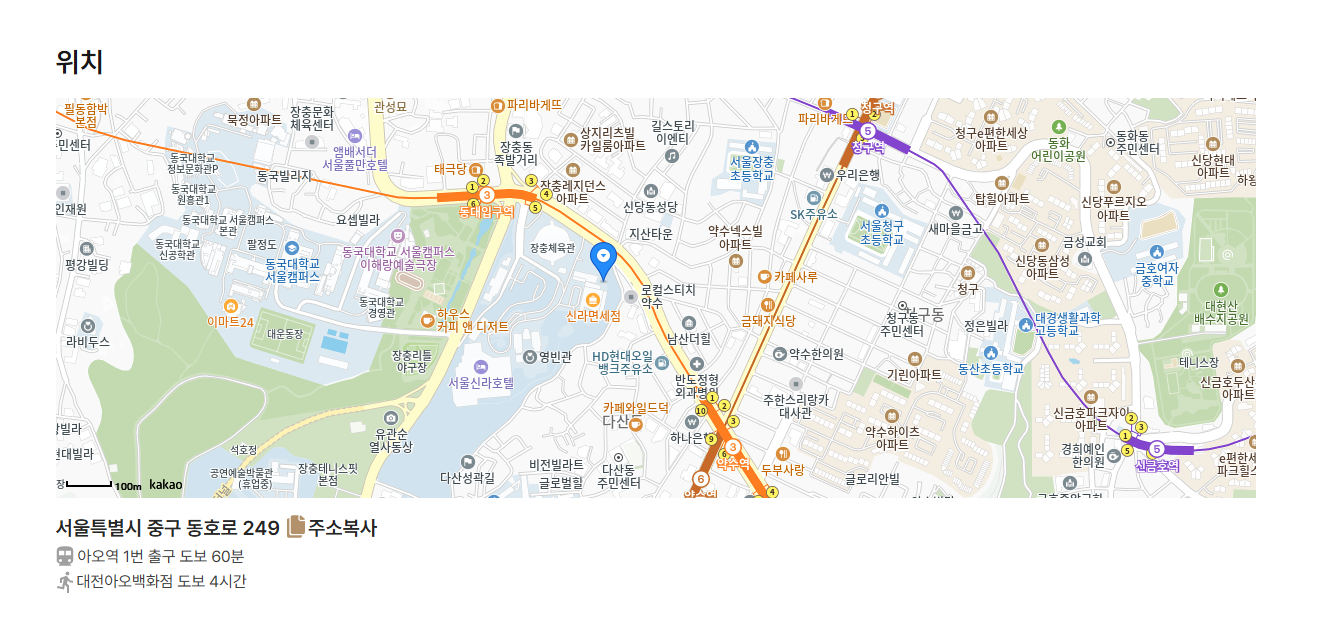 위치
필동함박
본점
묵정아파트
장충문화
체육센터
관성묘
파리바게뜨
상지리츠빌
카일룸아파트
길스토리
이엔티
파리바게뜨
청구역
1
2
5
청구역
청구e편한세상
아파트
동화
어린이공원
동화동
주민센터
신당현대
아파트
주민센터
앰배서더
서울풀만호텔
장충동
족발거리
서울장충
초등학교
동국대학교
정보문화관P
동국대학교
원흥관1
동국빌리지
태극당
1
2
3
6
3
4
5
동대입구역
장충레지던스
아파트
우리은행
탑힐아파트
신당푸르지오
아파트
인재원
동국대학교 서울캠퍼스
본관
요셉빌라
신당동성당
SK주유소
서울청구
초등학교
새마을금고
동국대학교
신공학관
팔정도
동국대학교
서울캠퍼스
동국대학교 서울캠퍼스
이해랑예술극장
장충체육관
지산타운
약수넥스빌
아파트
신당동삼성
아파트
금성교회
금호여자
중학교
평강빌딩
카페사루
청구
로컬스티치
약수
동국대학교
경영관
이마트24
하우스
커피 앤 디저트
신라면세점
금돼지식당
청구동
주민센터
정은빌라
대경생활과학
고등학교
대현산
배수지공원
라비두스
대운동장
남산더힐
장충리틀
야구장
영빈관
HD현대오일
뱅크주유소
약수한의원
기린아파트
동산초등학교
테니스장
서울신라호텔
반도정형
외과병원
주한스리랑카
대사관
신금호두산
아파트
카페와일드덕
다산동
1
10
2
3
9
6
하나은행
3
약수역
6
4
신금호파크자이
유관순
열사동상
약수하이츠
아파트
2
1
3
5
5
신금호역
경희예인
한의원
석호정
공연예술박물관
(휴업중)
장충테니스핏
본점
다산성곽길
비전빌라트
글로벌힐
다산동
주민센터
두부사랑
글로리안빌
100m kakao
서울특별시 중구 동호로 249 주소복사
아오역 1번 출구 도보 60분
대전아오백화점 도보 4시간